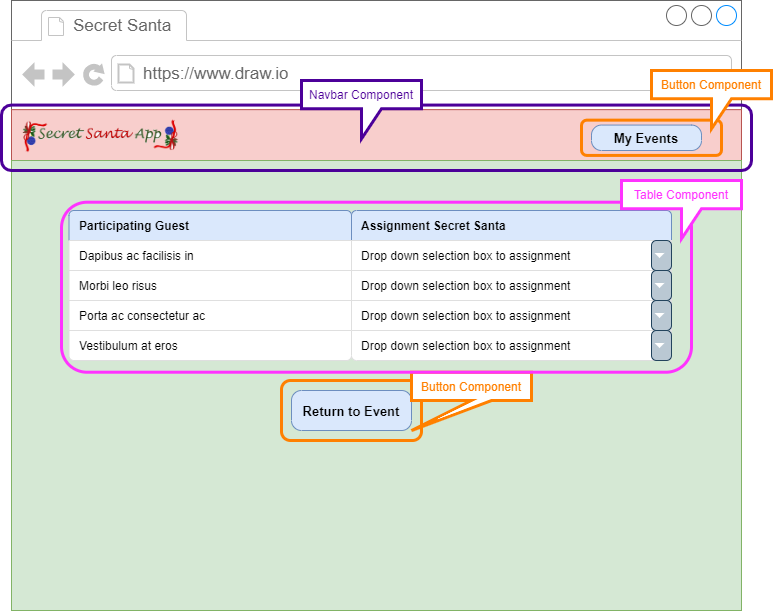 Secret Santa
https://www.draw.io
Navbar Component
Button Component
Secret Santa App
My Events
Table Component
Participating Guest Assignment Secret Santa
Dapibus ac facilisis in Drop down selection box to assignment
Morbi leo risus Drop down selection box to assignment
Porta ac consectetur ac Drop down selection box to assignment
Vestibulum at eros Drop down selection box to assignment
Button Component
Return to Event